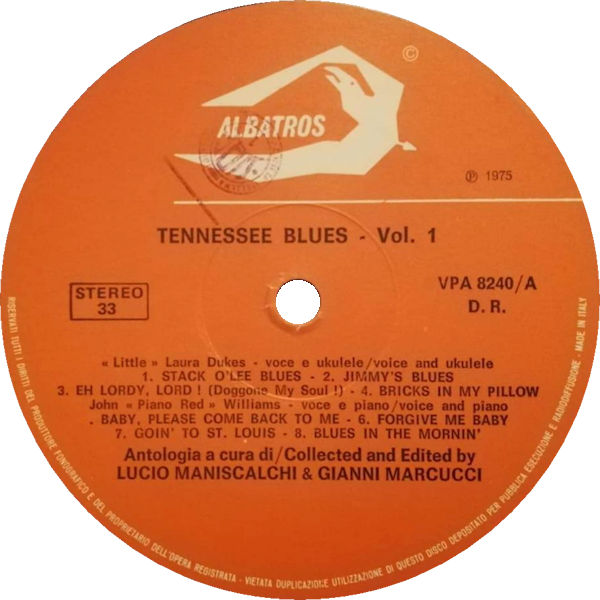 ©
ALBATROS
℗ 1975
TENNESSEE BLUES - Vol. 1
STEREO
33
VPA 8240/A
D. R.
« Little » Laura Dukes - voce e ukulele/voice and ukulele
1. STACK O'LEE BLUES - 2. JIMMY'S BLUES
3. EH LORDY, LORD ! (Doggone My Soul !) - 4. BRICKS IN MY PILLOW
John « Piano Red » Williams - voce e piano/voice and piano
. BABY, PLEASE COME BACK TO ME - 6. FORGIVE ME BABY
7. GOIN' TO ST. LOUIS - 8. BLUES IN THE MORNIN'
Antologia a cura di/Collected and Edited by
LUCIO MANISCALCHI & GIANNI MARCUCCI
RISERVATI TUTTI I DIRITTI DEL PRODUTTORE FONOGRAFICO E DEL PROPRIETARIO DELL'OPERA REGISTRATA - VIETATA DUPLICAZIONE UTILIZZAZIONE DI QUESTO DISCO DEPOSITATO PER PUBBLICA ESECUZIONE E RADIODIFFUSIONE - MADE IN ITALY